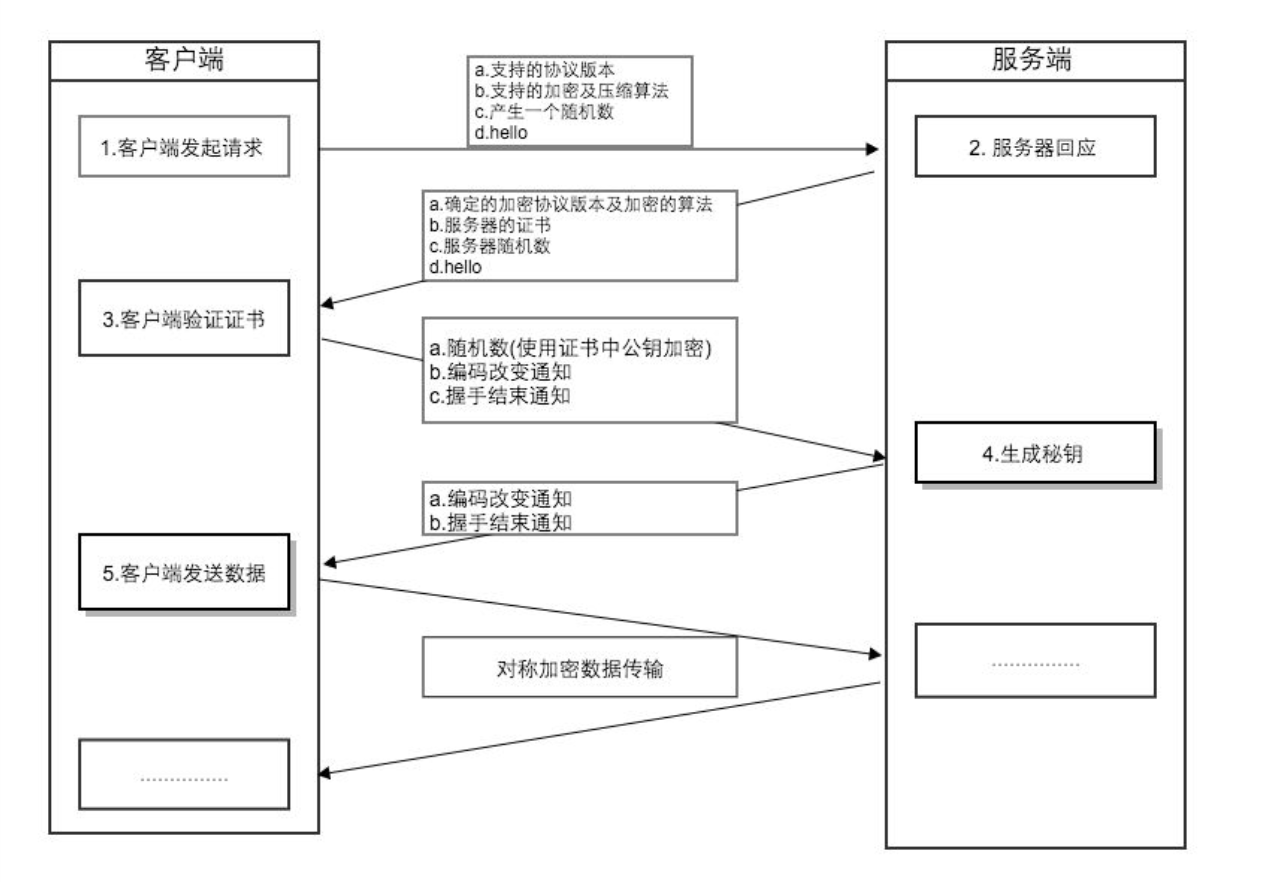 客户端
服务端
a.支持的协议版本
b.支持的加密及压缩算法
c.产生一个随机数
d.hello
1.客户端发起请求
2. 服务器回应
a.确定的加密协议版本及加密的算法
b.服务器的证书
c.服务器随机数
d.hello
3.客户端验证证书
a.随机数(使用证书中公钥加密)
b.编码改变通知
c.握手结束通知
4.生成秘钥
a.编码改变通知
b.握手结束通知
5.客户端发送数据
对称加密数据传输
...............
...............